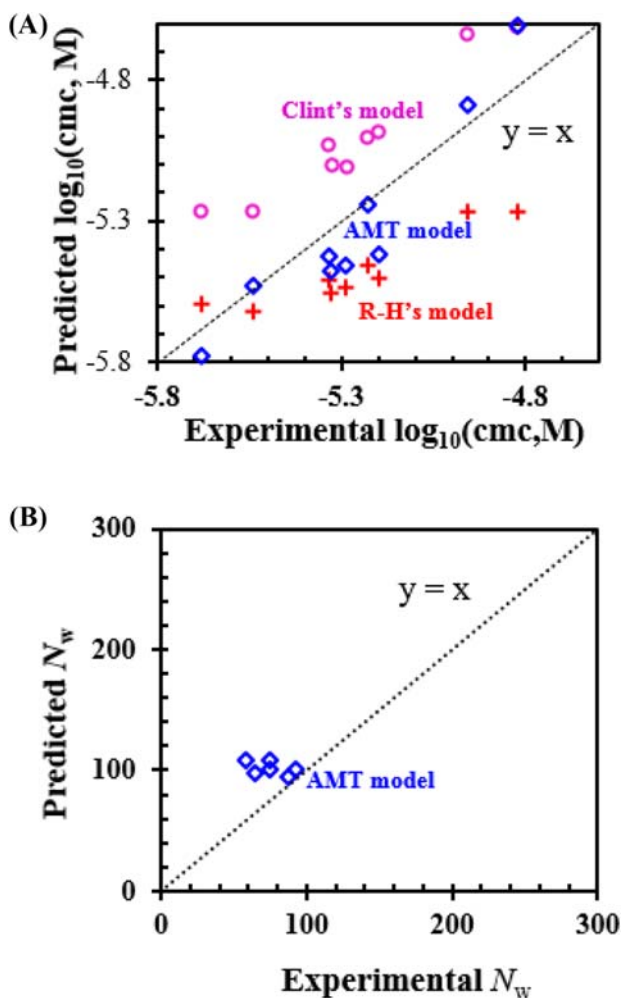 (A)
Predicted log10(cmc, M)
-4.8
-5.3
-5.8
Clint's model
y = x
AMT model
R-H's model
-5.8 -5.3 -4.8
Experimental log10(cmc,M)
(B)
Predicted Nw
300
200
100
0
y = x
AMT model
0 100 200 300
Experimental Nw